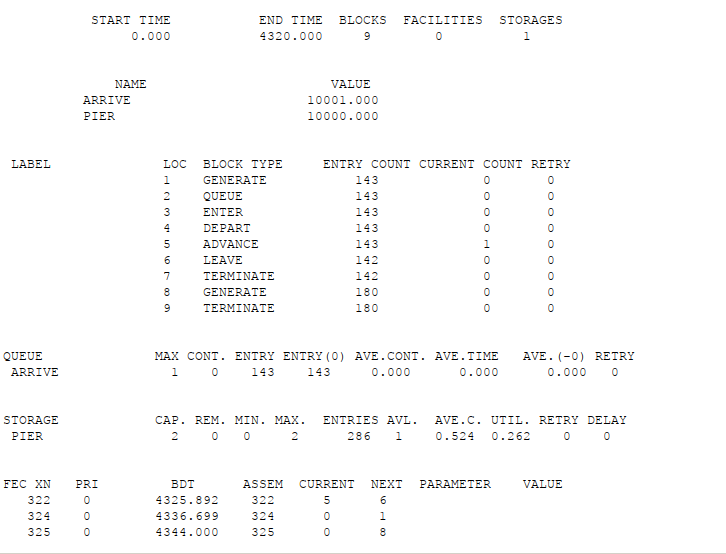 START TIME END TIME BLOCKS FACILITIES STORAGES
0.000 4320.000 9 0 1
NAME VALUE
ARRIVE 10001.000
PIER 10000.000
LABEL LOC BLOCK TYPE ENTRY COUNT CURRENT COUNT RETRY
1 GENERATE 143 0 0
2 QUEUE 143 0 0
3 ENTER 143 0 0
4 DEPART 143 0 0
5 ADVANCE 143 1 0
6 LEAVE 142 0 0
7 TERMINATE 142 0 0
8 GENERATE 180 0 0
9 TERMINATE 180 0 0
QUEUE MAX CONT. ENTRY ENTRY(0) AVE.CONT. AVE.TIME AVE.(-0) RETRY
ARRIVE 1 0 143 143 0.000 0.000 0.000 0
STORAGE CAP. REM. MIN. MAX. ENTRIES AVL. AVE.C. UTIL. RETRY DELAY
PIER 2 0 0 2 286 1 0.524 0.262 0 0
FEC XN PRI BDT ASSEM CURRENT NEXT PARAMETER VALUE
322 0 4325.892 322 5 6
324 0 4336.699 324 0 1
325 0 4344.000 325 0 8